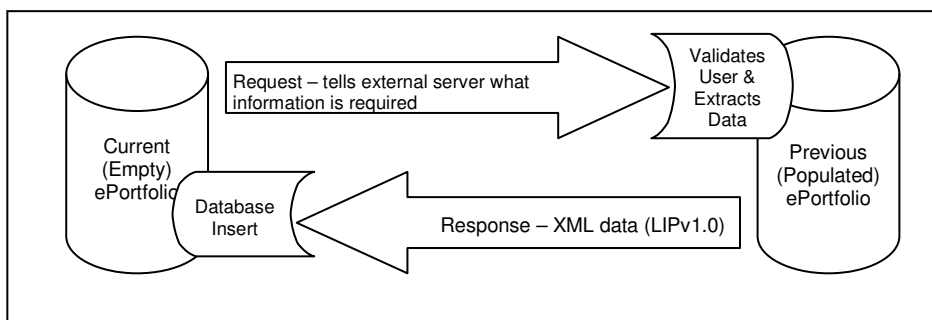 Current
(Empty)
ePortfolio
Request – tells external server what
information is required
Validates
User &
Extracts
Data
Previous
(Populated)
ePortfolio
Database
Insert
Response – XML data (LIPv1.0)